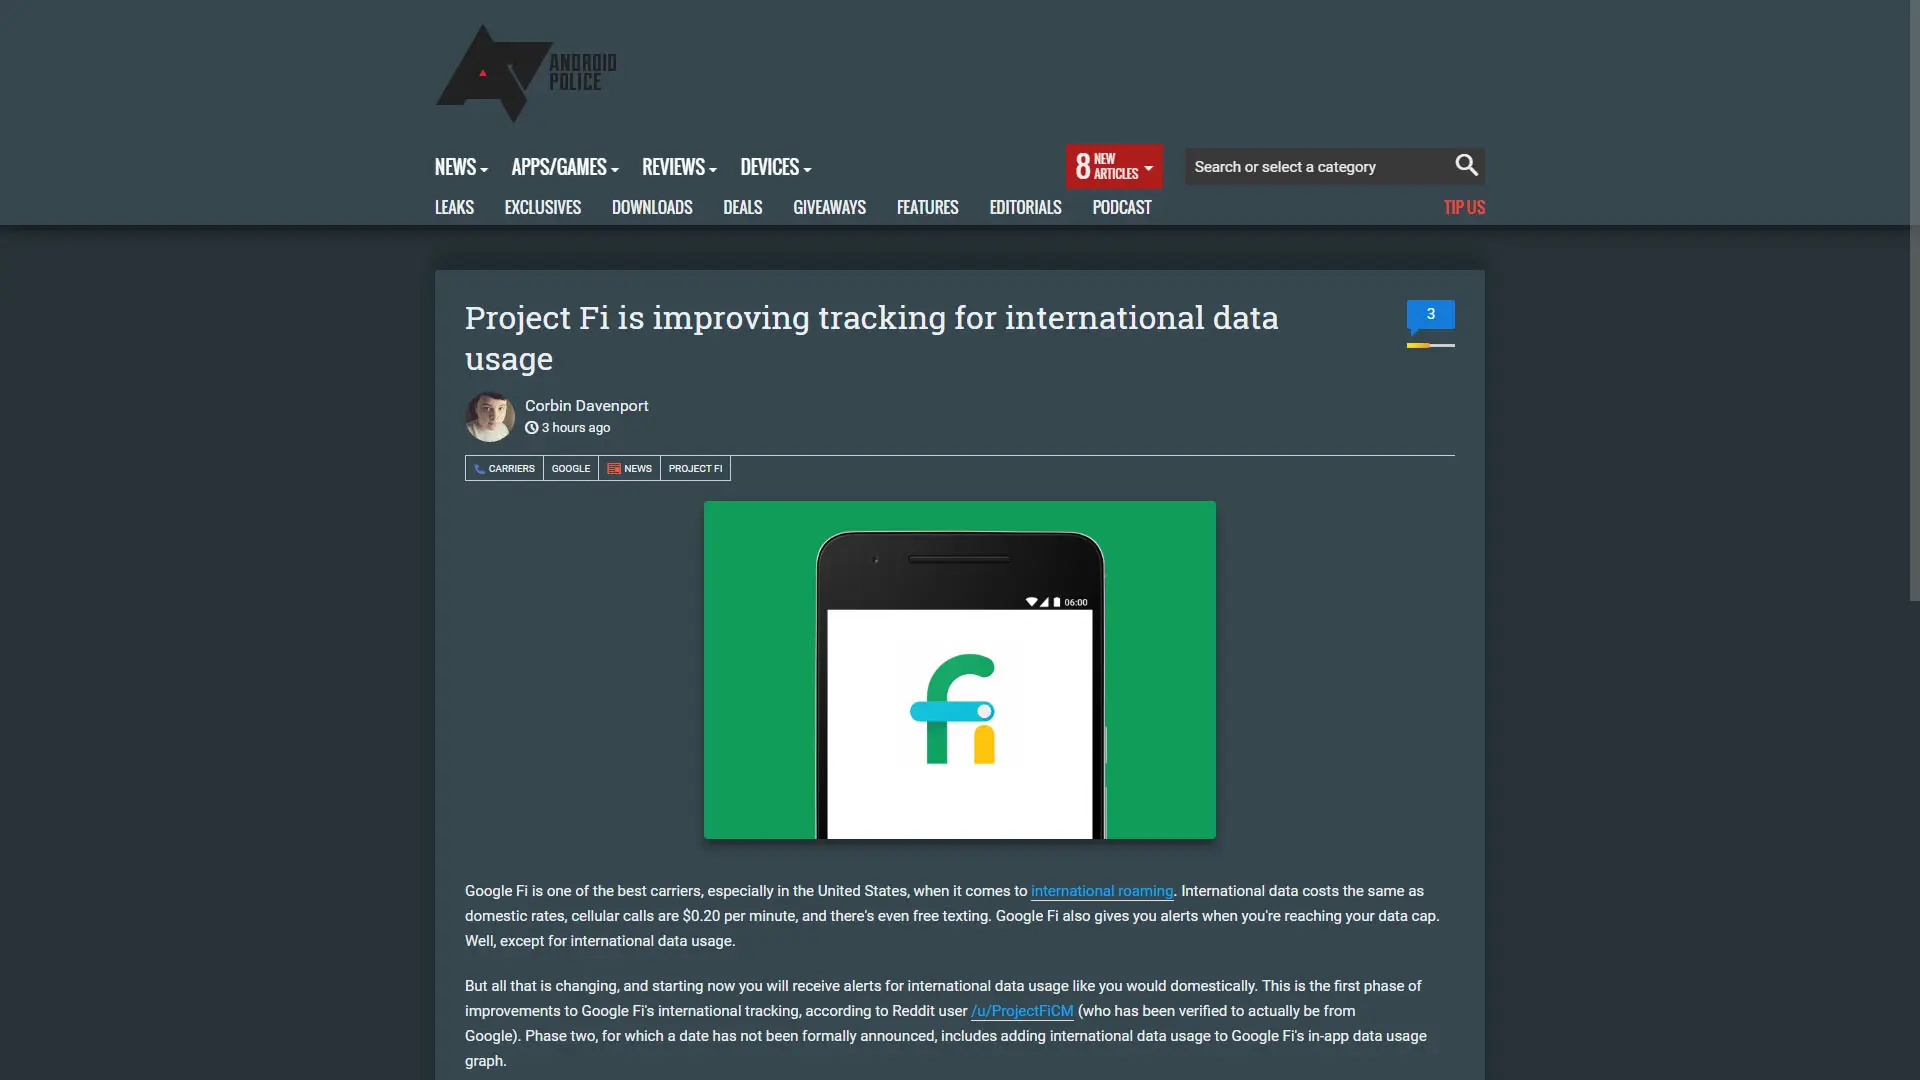 ANDROID
POLICE
NEWS APPS/GAMES REVIEWS DEVICES
8 NEW ARTICLES
Search or select a category
LEAKS EXCLUSIVES DOWNLOADS DEALS GIVEAWAYS FEATURES EDITORIALS PODCAST TIP US
Project Fi is improving tracking for international data
usage
3
Corbin Davenport
3 hours ago
CARRIERS GOOGLE NEWS PROJECT FI
06:00
fi
Google Fi is one of the best carriers, especially in the United States, when it comes to international roaming. International data costs the same as
domestic rates, cellular calls are $0.20 per minute, and there's even free texting. Google Fi also gives you alerts when you're reaching your data cap.
Well, except for international data usage.
But all that is changing, and starting now you will receive alerts for international data usage like you would domestically. This is the first phase of
improvements to Google Fi's international tracking, according to Reddit user /u/ProjectFiCM (who has been verified to actually be from
Google). Phase two, for which a date has not been formally announced, includes adding international data usage to Google Fi's in-app data usage
graph.